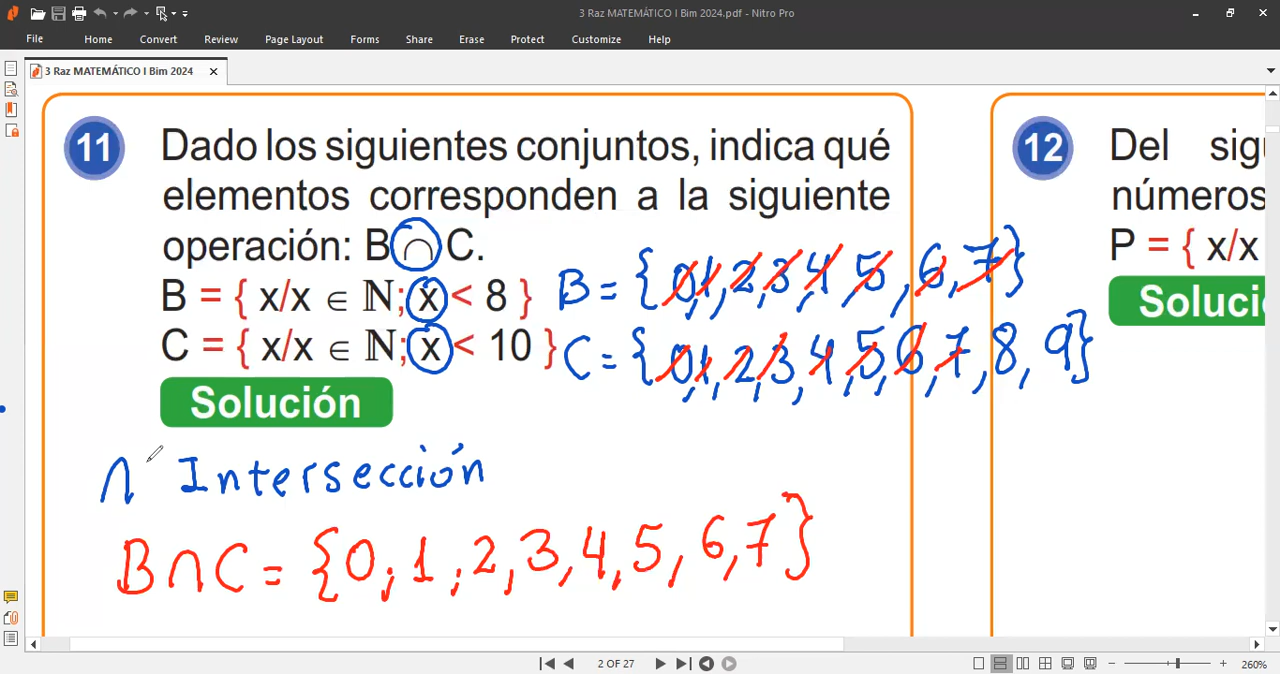 3 Raz MATEMÁTICO I Bim 2024.pdf - Nitro Pro
File Home Convert Review Page Layout Forms Share Erase Protect Customize Help
3 Raz MATEMÁTICO I Bim 2024
11 Dado los siguientes conjuntos, indica qué
elementos corresponden a la siguiente
operación: B ∩ C.
B = { x/x ∈ ℕ; x < 8 }
C = { x/x ∈ ℕ; x < 10 }
B = {0,1,2,3,4,5,6,7}
C = {0,1,2,3,4,5,6,7,8,9}
Solución
∩ Intersección
B∩C = {0;1;2,3,4,5,6,7}
12 Del sigu
números
P = { x/x
Solució
2 OF 27
260%